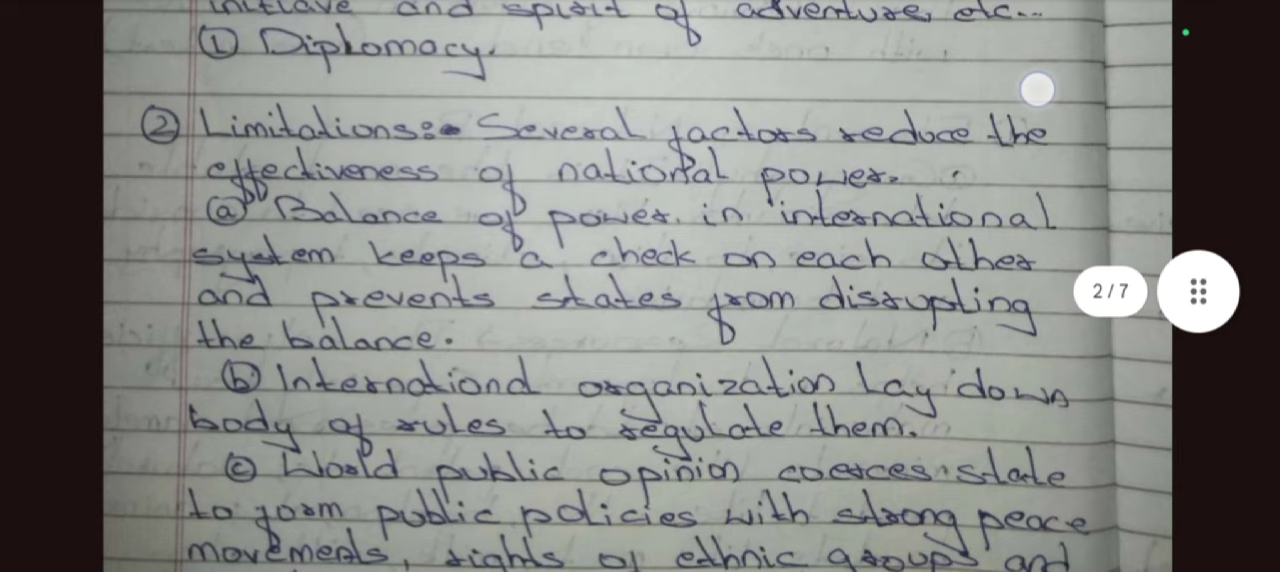 initiave and spirit of adventure, etc...
① Diplomacy.
② Limitations:- Several factors reduce the
effectiveness of national power.
ⓐ Balance of power in international
system keeps a check on each other
and prevents states from disrupting
the balance.
ⓑ International organization lay down
body of rules to regulate them.
ⓒ World public opinion coerces state
to form public policies with strong peace
movements, rights of ethnic groups and
2/7